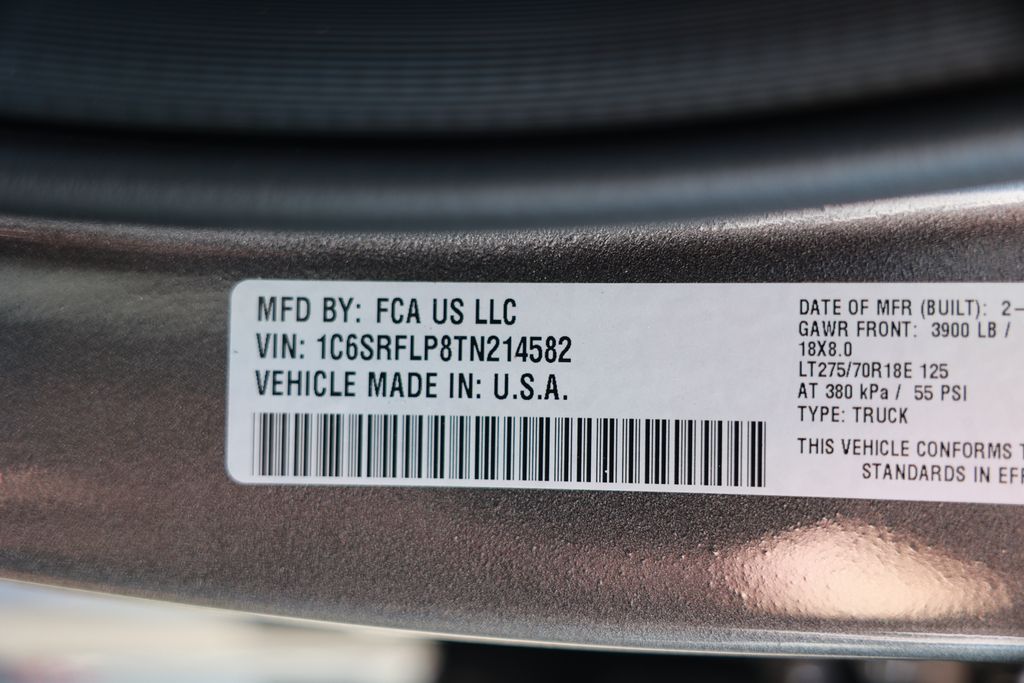 MFD BY: FCA US LLC
VIN: 1C6SRFLP8TN214582
VEHICLE MADE IN: U.S.A.
DATE OF MFR (BUILT): 2-
GAWR FRONT: 3900 LB /
18X8.0
LT275/70R18E 125
AT 380 kPa / 55 PSI
TYPE: TRUCK
THIS VEHICLE CONFORMS T
STANDARDS IN EFF